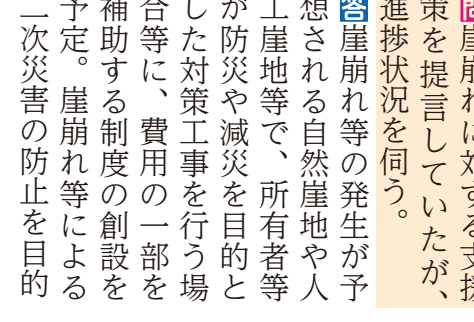 問崖崩れに対する支援
策を提言していたが、
進捗状況を伺う。
答崖崩れ等の発生が予
想される自然崖地や人
工崖地等で、所有者等
が防災や減災を目的と
した対策工事を行う場
合等に、費用の一部を
補助する制度の創設を
予定。崖崩れ等による
二次災害の防止を目的